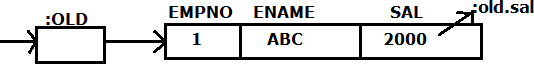 :OLD EMPNO ENAME SAL :old.sal
1 ABC 2000